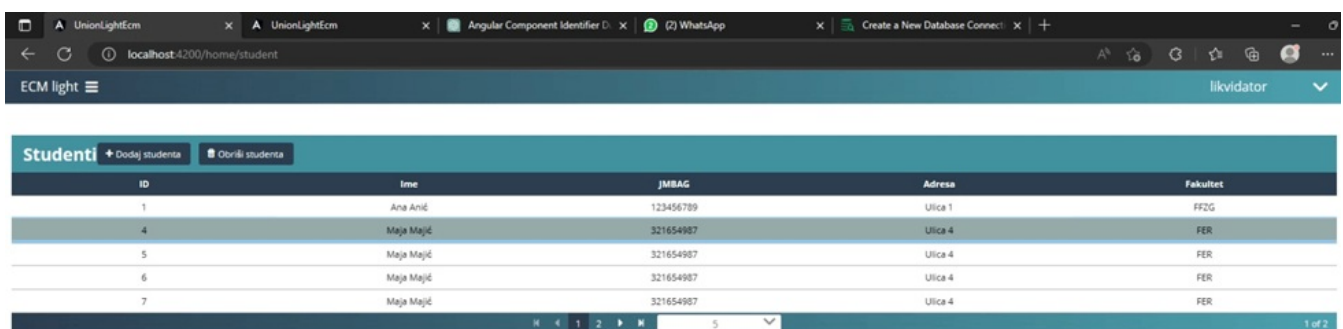 UnionLightEcm UnionLightEcm Angular Component Identifier D (2) WhatsApp Create a New Database Connecti
localhost:4200/home/student
ECM light likvidator
Studenti Dodaj studenta Obriši studenta
ID Ime JMBAG Adresa Fakultet
1 Ana Anić 123456789 Ulica 1 FFZG
4 Maja Majić 321654987 Ulica 4 FER
5 Maja Majić 321654987 Ulica 4 FER
6 Maja Majić 321654987 Ulica 4 FER
7 Maja Majić 321654987 Ulica 4 FER
1 2 5 1 of 2